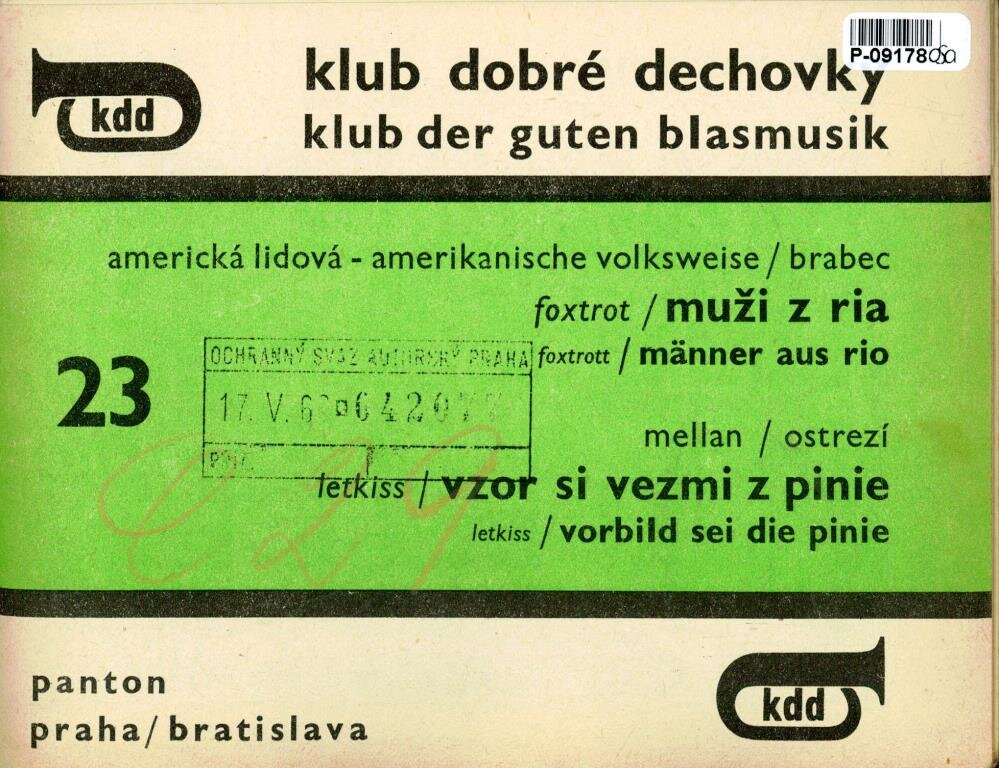 kdd
klub dobré dechovky
P-09178
klub der guten blasmusik
americká lidová - amerikanische volksweise / brabec
foxtrot / muži z ria
foxtrott / männer aus rio
23
OCHRANNÝ SVAZ AUTORSKÝ PRAHA
17. V. 6
mellan / ostrezí
letkiss / vzor si vezmi z pinie
letkiss / vorbild sei die pinie
panton
praha / bratislava
kdd